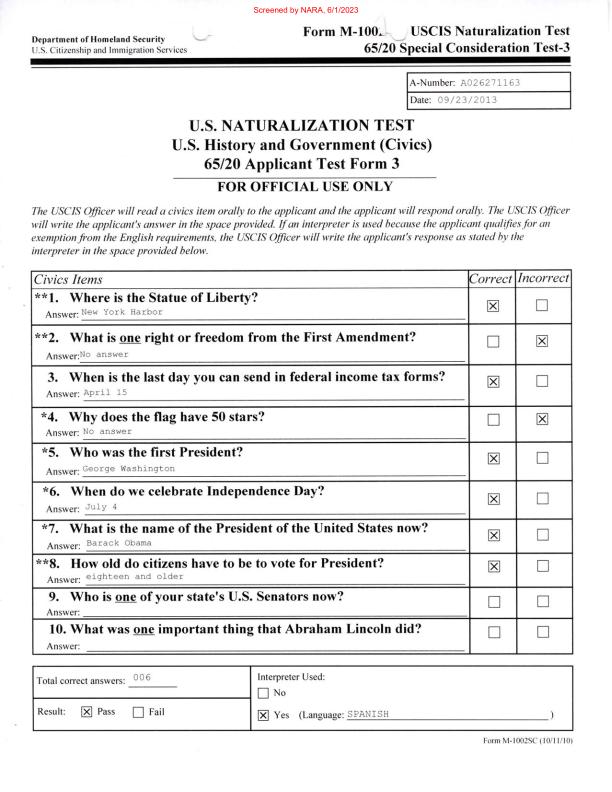 Screened by NARA, 6/1/2023
Department of Homeland Security
U.S. Citizenship and Immigration Services
Form USCIS Naturalization Test
65/20 Special Consideration Test-3
A-Number: A026271163
Date: 09/23/2013
U.S. NATURALIZATION TEST
U.S. History and Government (Civics)
65/20 Applicant Test Form 3
FOR OFFICIAL USE ONLY
The USCIS Officer will read a civics item orally to the applicant and the applicant will respond orally. The USCIS Officer
will write the applicant's answer in the space provided. If an interpreter is used because the applicant qualifies for an
exemption from the English requirements, the USCIS Officer will write the applicant's response as stated by the
interpreter in the space provided below.
Civics Items Correct Incorrect
**1. Where is the Statue of Liberty?
Answer: New York Harbor
**2. What is one right or freedom from the First Amendment?
Answer: No answer
3. When is the last day you can send in federal income tax forms?
Answer: April 15
*4. Why does the flag have 50 stars?
Answer: No answer
*5. Who was the first President?
Answer: George Washington
*6. When do we celebrate Independence Day?
Answer: July 4
*7. What is the name of the President of the United States now?
Answer: Barack Obama
**8. How old do citizens have to be to vote for President?
Answer: eighteen and older
9. Who is one of your state's U.S. Senators now?
Answer:
10. What was one important thing that Abraham Lincoln did?
Answer:
Total correct answers: 006
Interpreter Used:
No
Result: Pass Fail
Yes (Language: SPANISH )
Form M-1002SC (10/11/10)